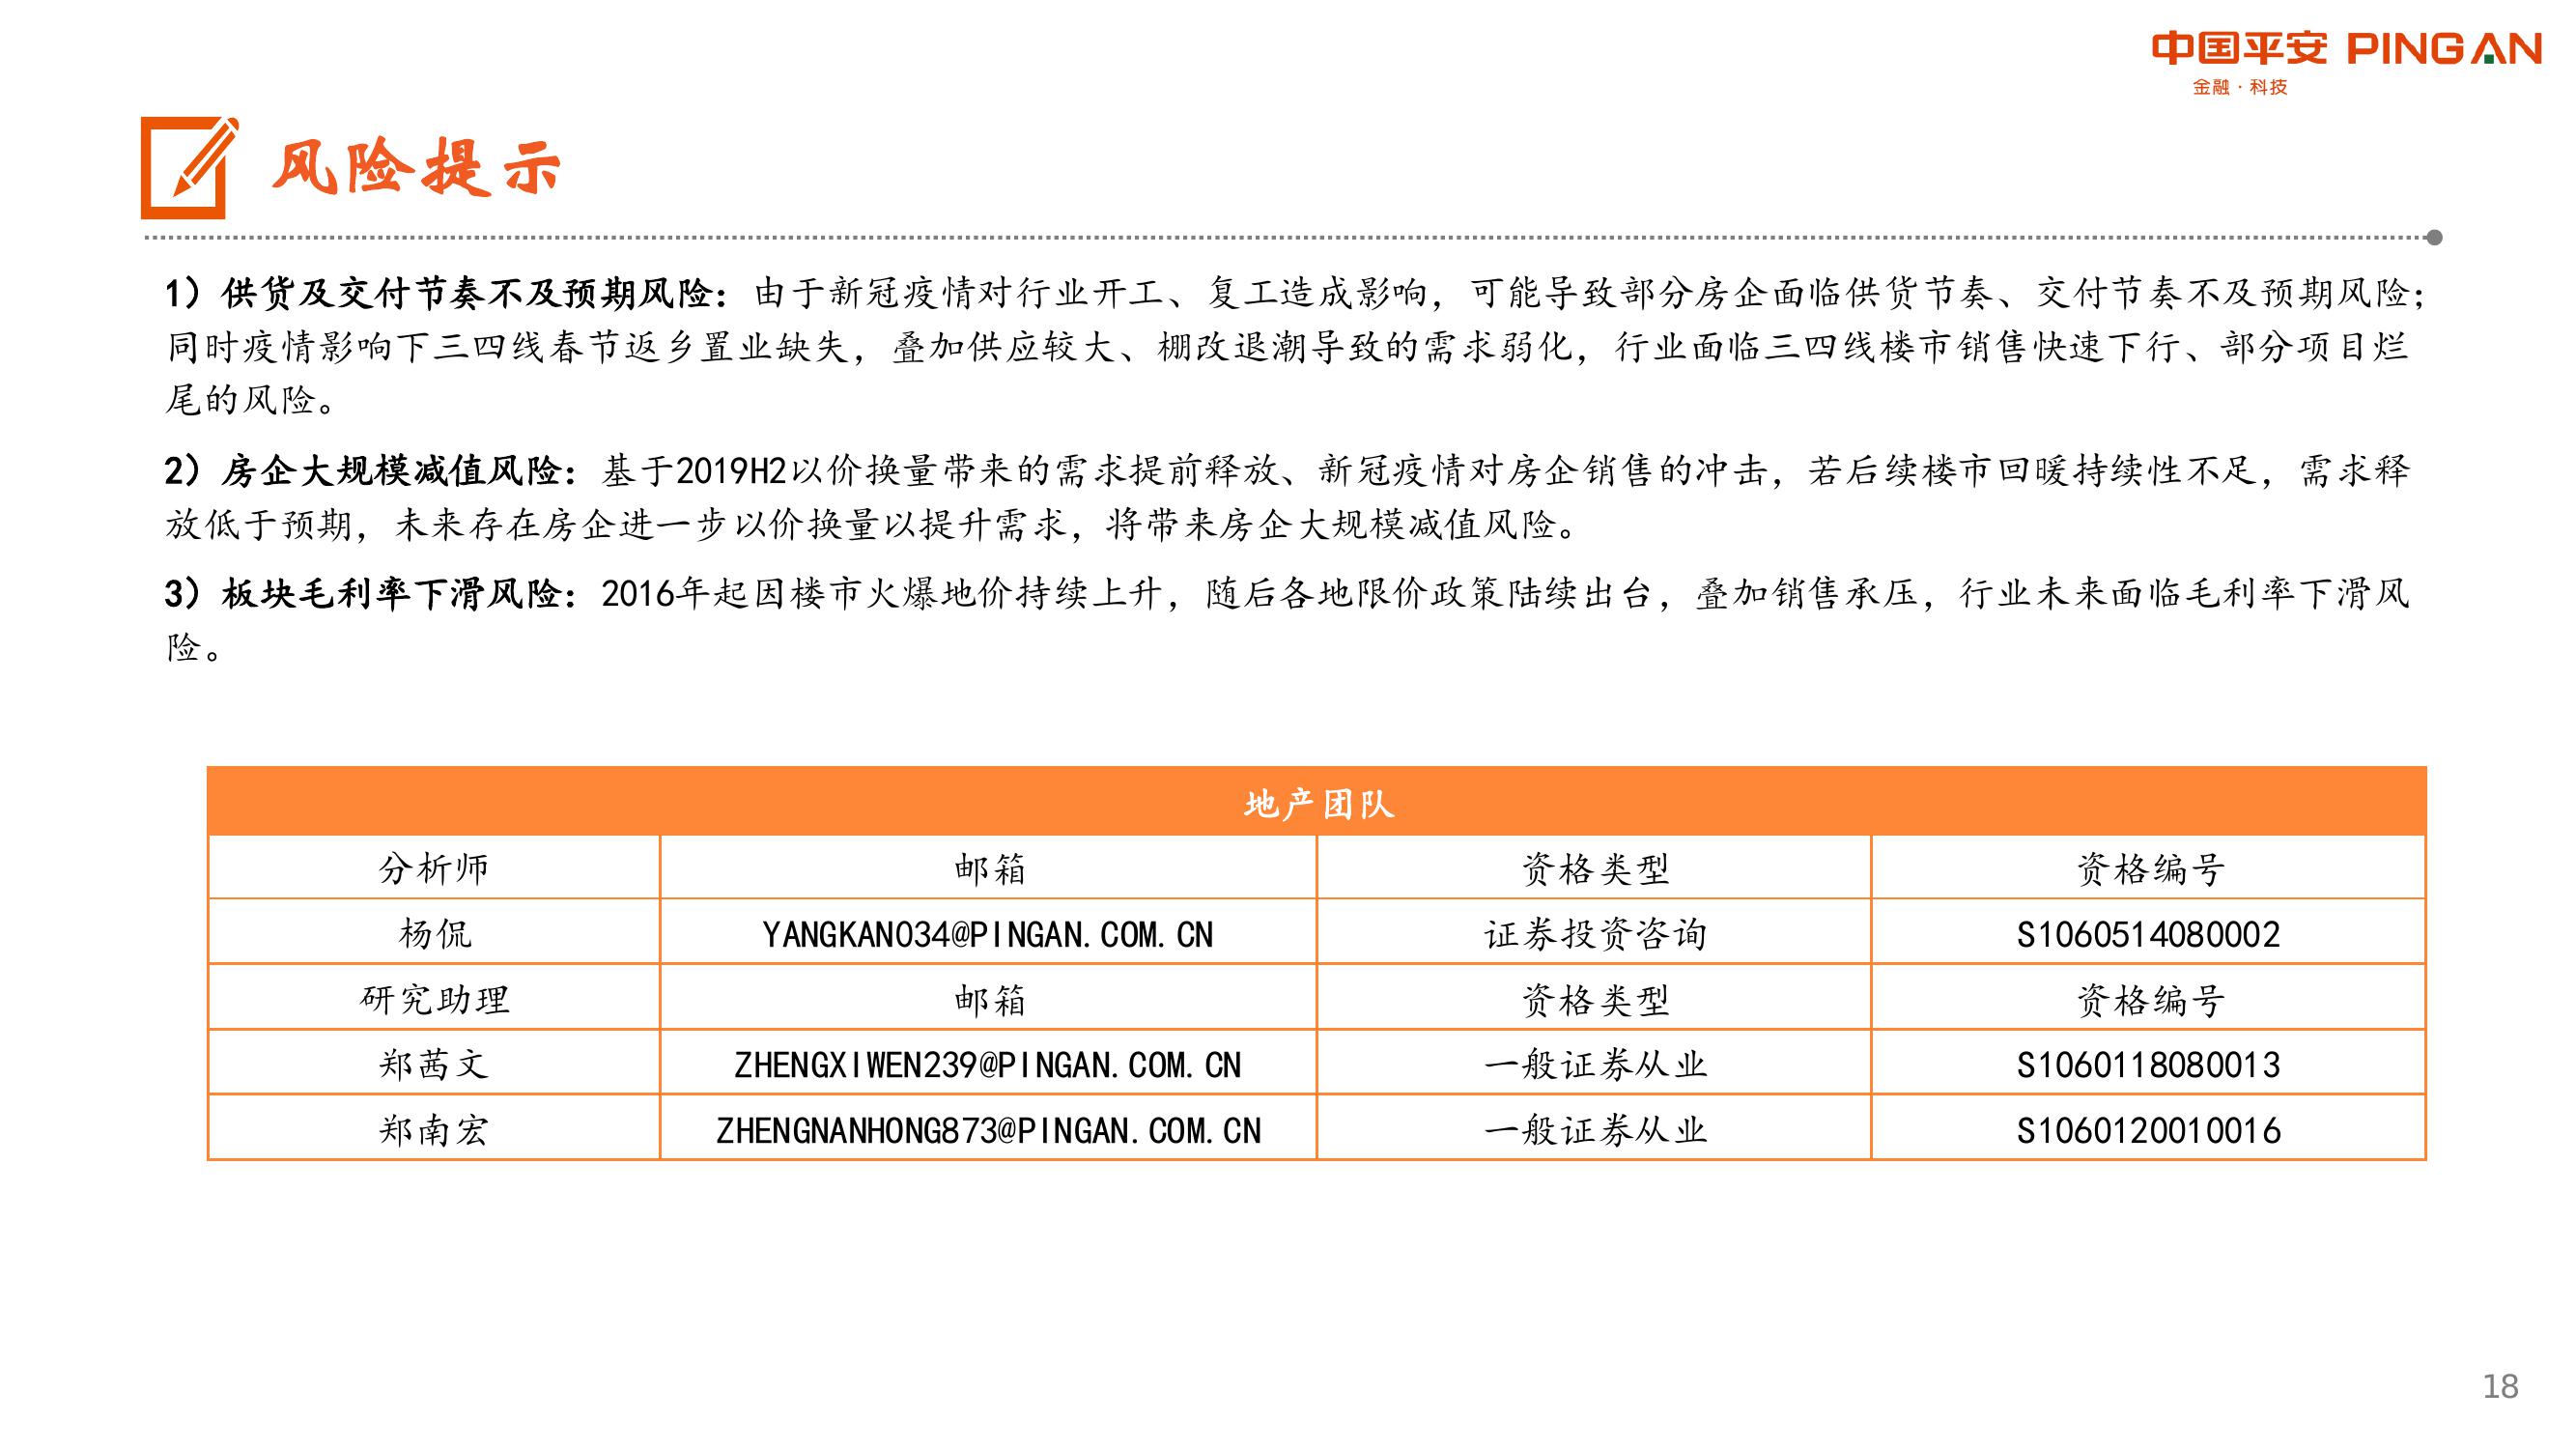 中国平安 PINGAN
金融·科技
风险提示
1）供货及交付节奏不及预期风险：由于新冠疫情对行业开工、复工造成影响，可能导致部分房企面临供货节奏、交付节奏不及预期风险；
同时疫情影响下三四线春节返乡置业缺失，叠加供应较大、棚改退潮导致的需求弱化，行业面临三四线楼市销售快速下行、部分项目烂
尾的风险。
2）房企大规模减值风险：基于2019H2以价换量带来的需求提前释放、新冠疫情对房企销售的冲击，若后续楼市回暖持续性不足，需求释
放低于预期，未来存在房企进一步以价换量以提升需求，将带来房企大规模减值风险。
3）板块毛利率下滑风险：2016年起因楼市火爆地价持续上升，随后各地限价政策陆续出台，叠加销售承压，行业未来面临毛利率下滑风
险。
地产团队
分析师 邮箱 资格类型 资格编号
杨侃 YANGKAN034@PINGAN.COM.CN 证券投资咨询 S1060514080002
研究助理 邮箱 资格类型 资格编号
郑茜文 ZHENGXIWEN239@PINGAN.COM.CN 一般证券从业 S1060118080013
郑南宏 ZHENGNANHONG873@PINGAN.COM.CN 一般证券从业 S1060120010016
18